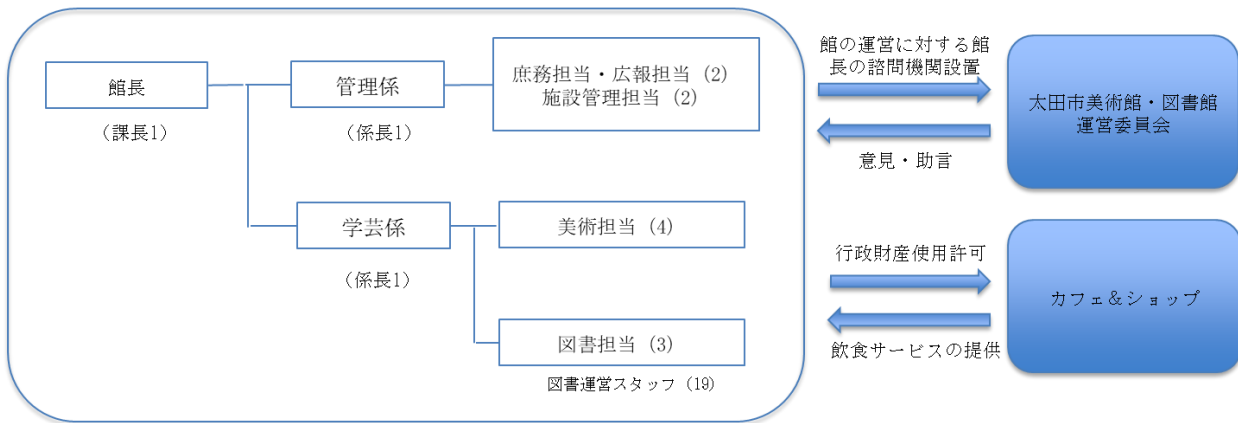 館長
（課長1）
管理係
（係長1）
庶務担当・広報担当（2）
施設管理担当（2）
学芸係
（係長1）
美術担当（4）
図書担当（3）
図書運営スタッフ（19）
館の運営に対する館
長の諮問機関設置
意見・助言
太田市美術館・図書館
運営委員会
行政財産使用許可
飲食サービスの提供
カフェ＆ショップ